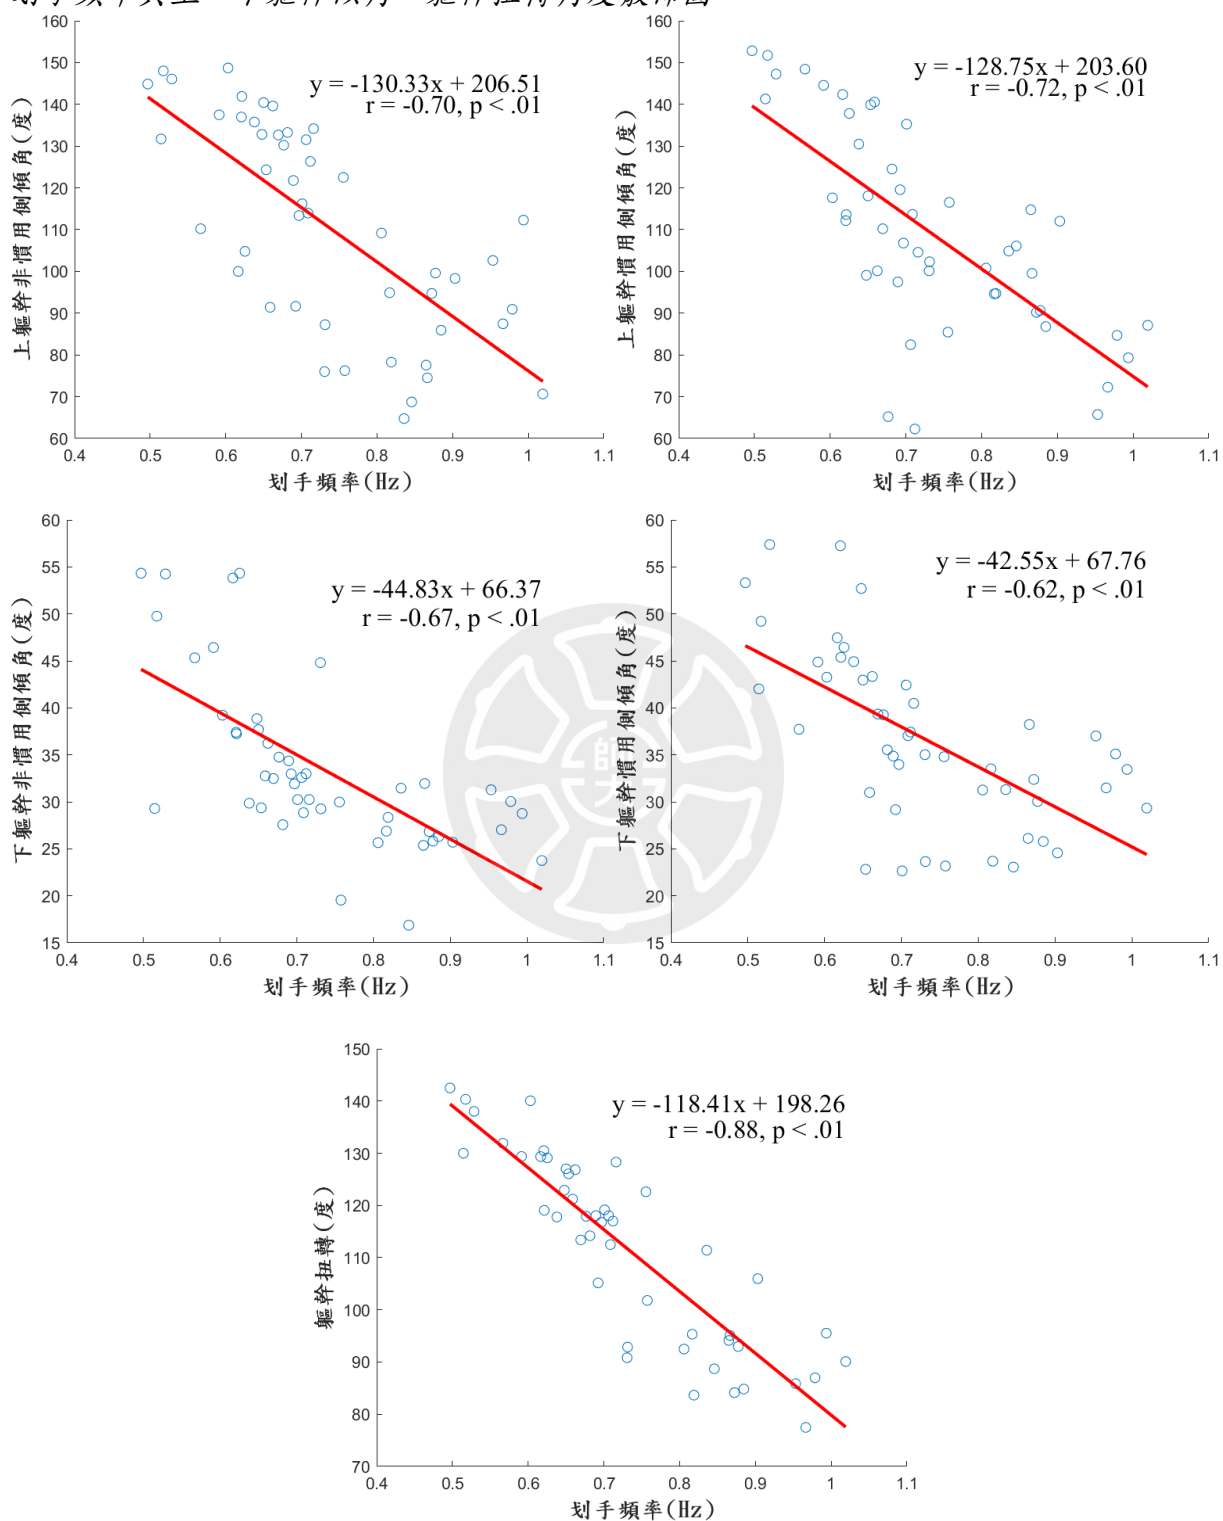 160
150
140
130
120
110
100
90
80
70
60
0.4 0.5 0.6 0.7 0.8 0.9 1 1.1
上軀幹非慣用側傾角(度)
y = -130.33x + 206.51
r = -0.70, p < .01
划手頻率(Hz)
160
150
140
130
120
110
100
90
80
70
60
0.4 0.5 0.6 0.7 0.8 0.9 1 1.1
上軀幹慣用側傾角(度)
y = -128.75x + 203.60
r = -0.72, p < .01
划手頻率(Hz)
60
55
50
45
40
35
30
25
20
15
0.4 0.5 0.6 0.7 0.8 0.9 1 1.1
下軀幹非慣用側傾角(度)
y = -44.83x + 66.37
r = -0.67, p < .01
划手頻率(Hz)
60
55
50
45
40
35
30
25
20
15
0.4 0.5 0.6 0.7 0.8 0.9 1 1.1
下軀幹慣用側傾角(度)
y = -42.55x + 67.76
r = -0.62, p < .01
划手頻率(Hz)
師大
150
140
130
120
110
100
90
80
70
0.4 0.5 0.6 0.7 0.8 0.9 1 1.1
軀幹扭轉(度)
y = -118.41x + 198.26
r = -0.88, p < .01
划手頻率(Hz)